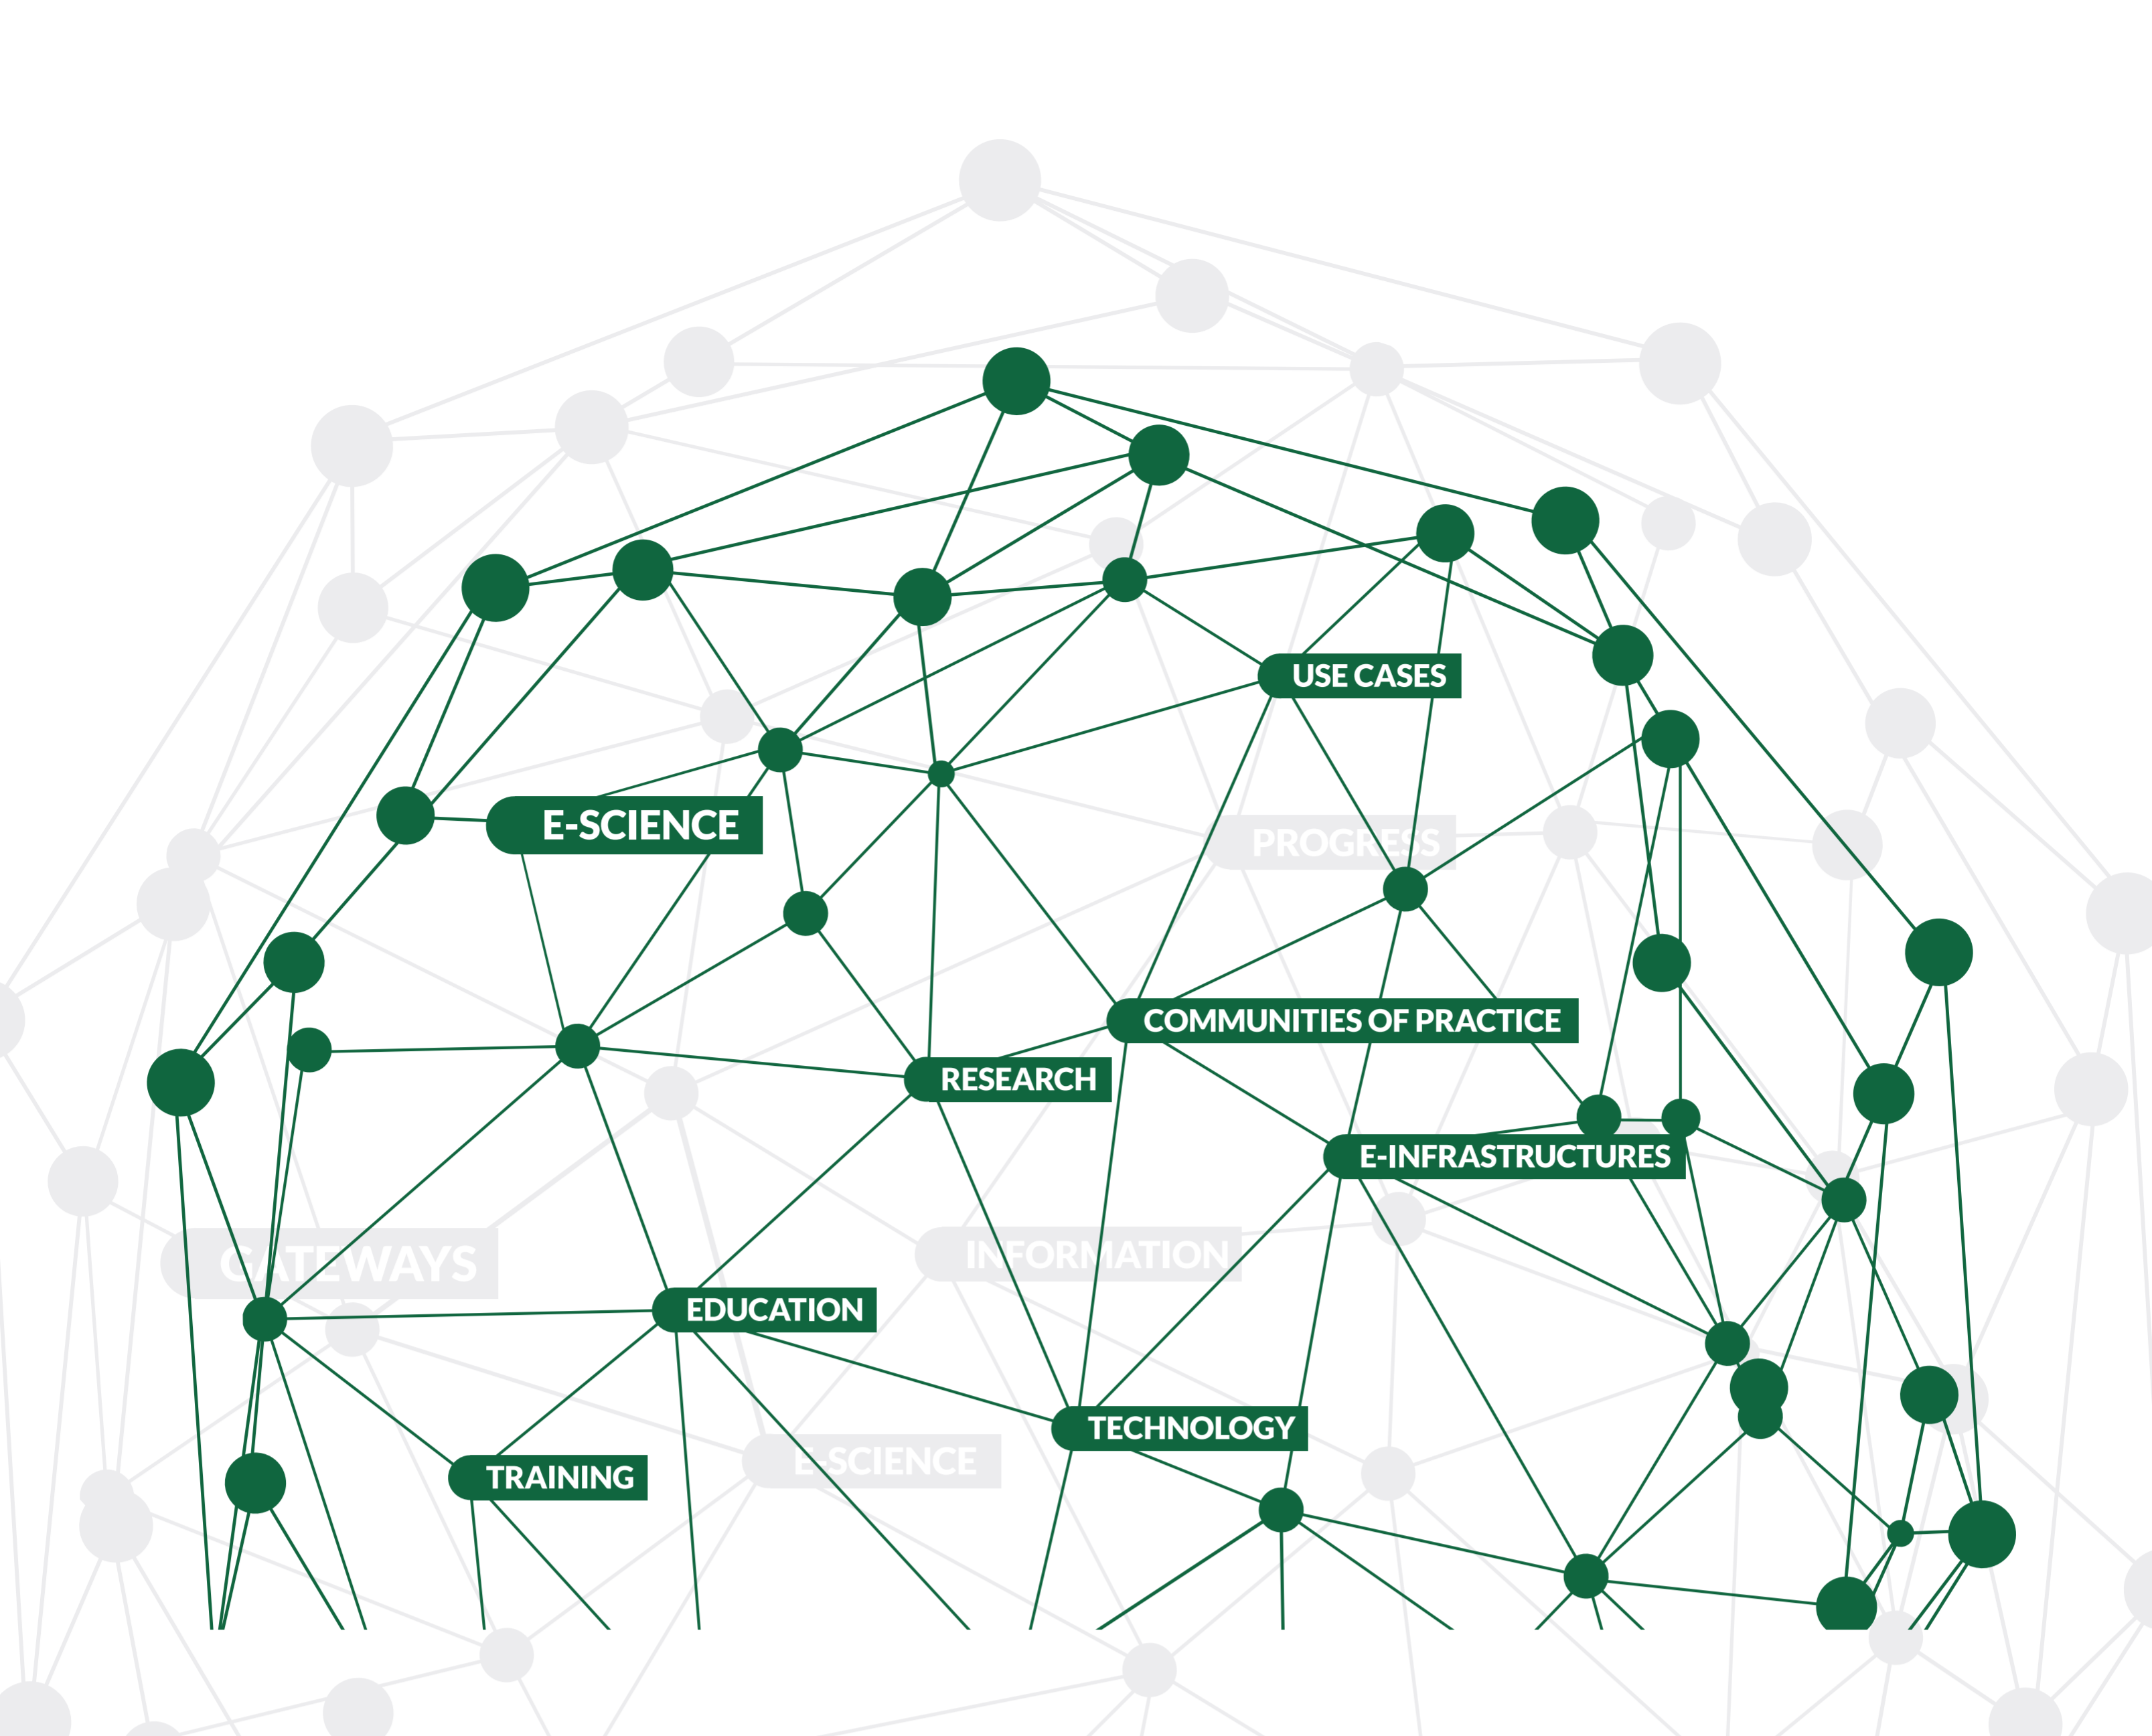 USE CASES
E-SCIENCE
PROGRESS
COMMUNITIES OF PRACTICE
RESEARCH
E-INFRASTRUCTURES
GATEWAYS
INFORMATION
EDUCATION
TECHNOLOGY
E-SCIENCE
TRAINING